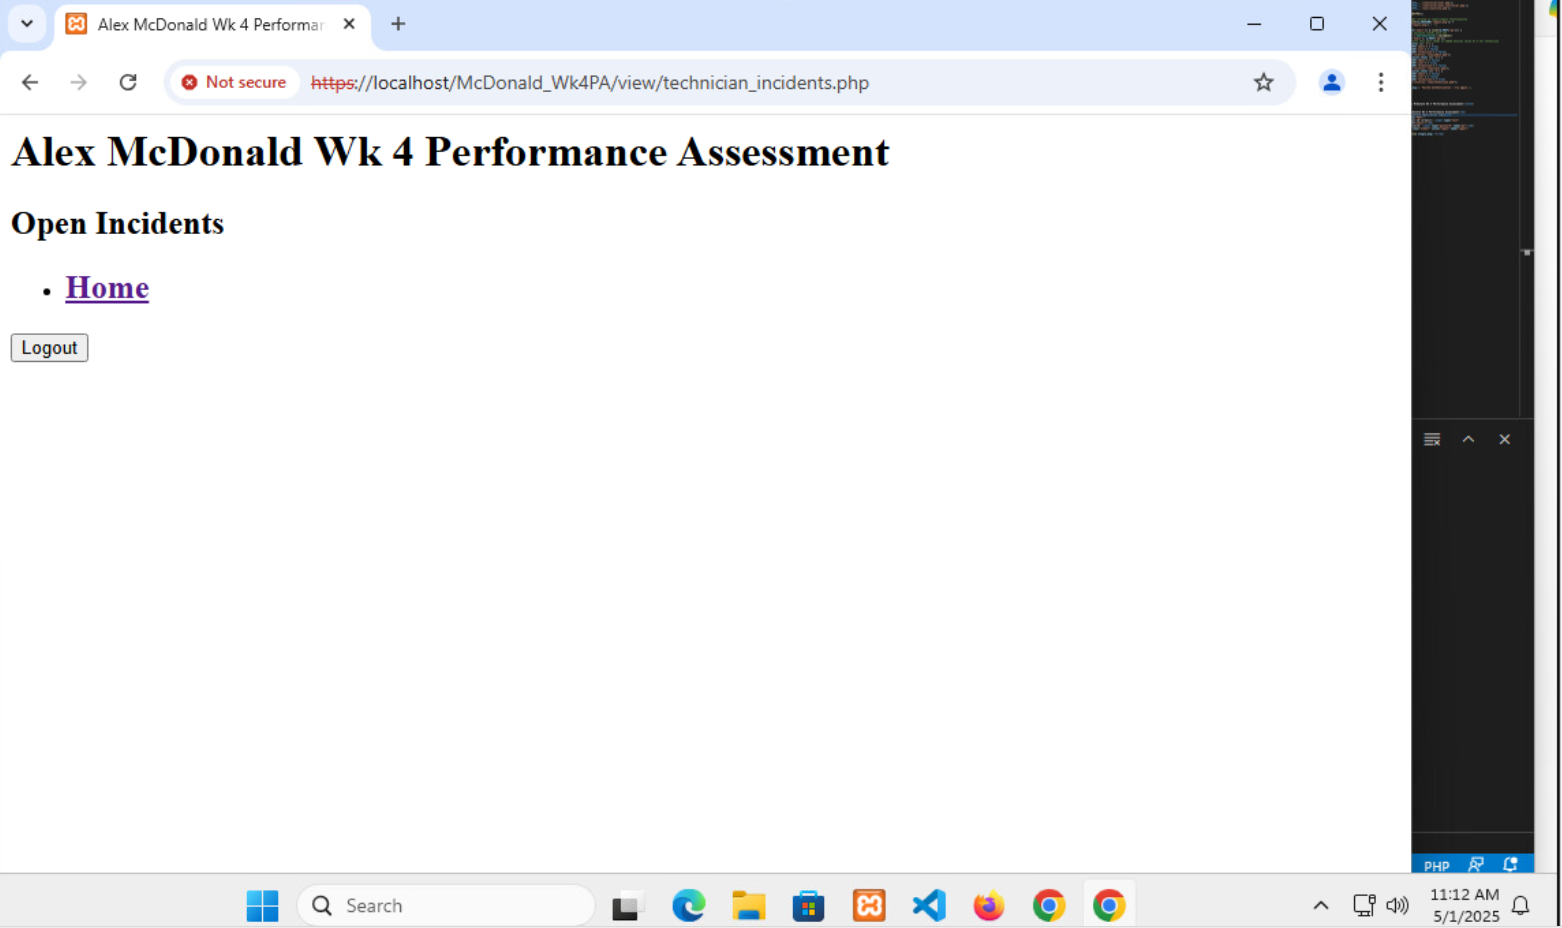 Alex McDonald Wk 4 Performan
Not secure https://localhost/McDonald_Wk4PA/view/technician_incidents.php
Alex McDonald Wk 4 Performance Assessment
Open Incidents
Home
Logout
PHP
Search
11:12 AM
5/1/2025